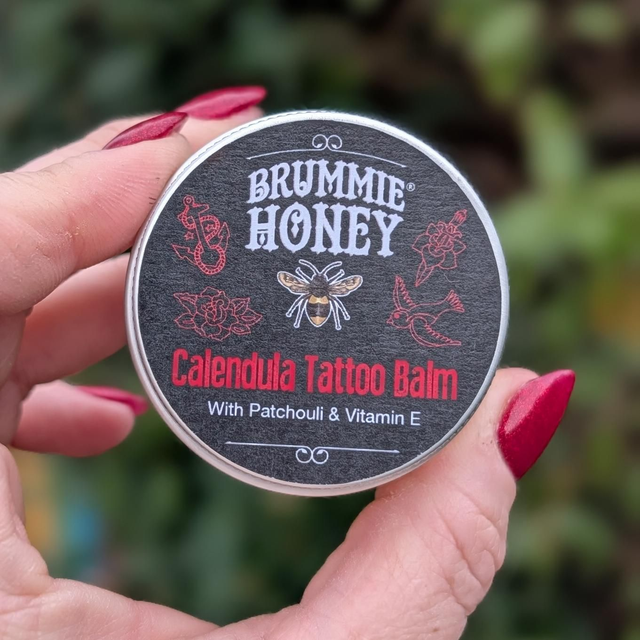 BRUMMIE®
HONEY
Calendula Tattoo Balm
With Patchouli & Vitamin E